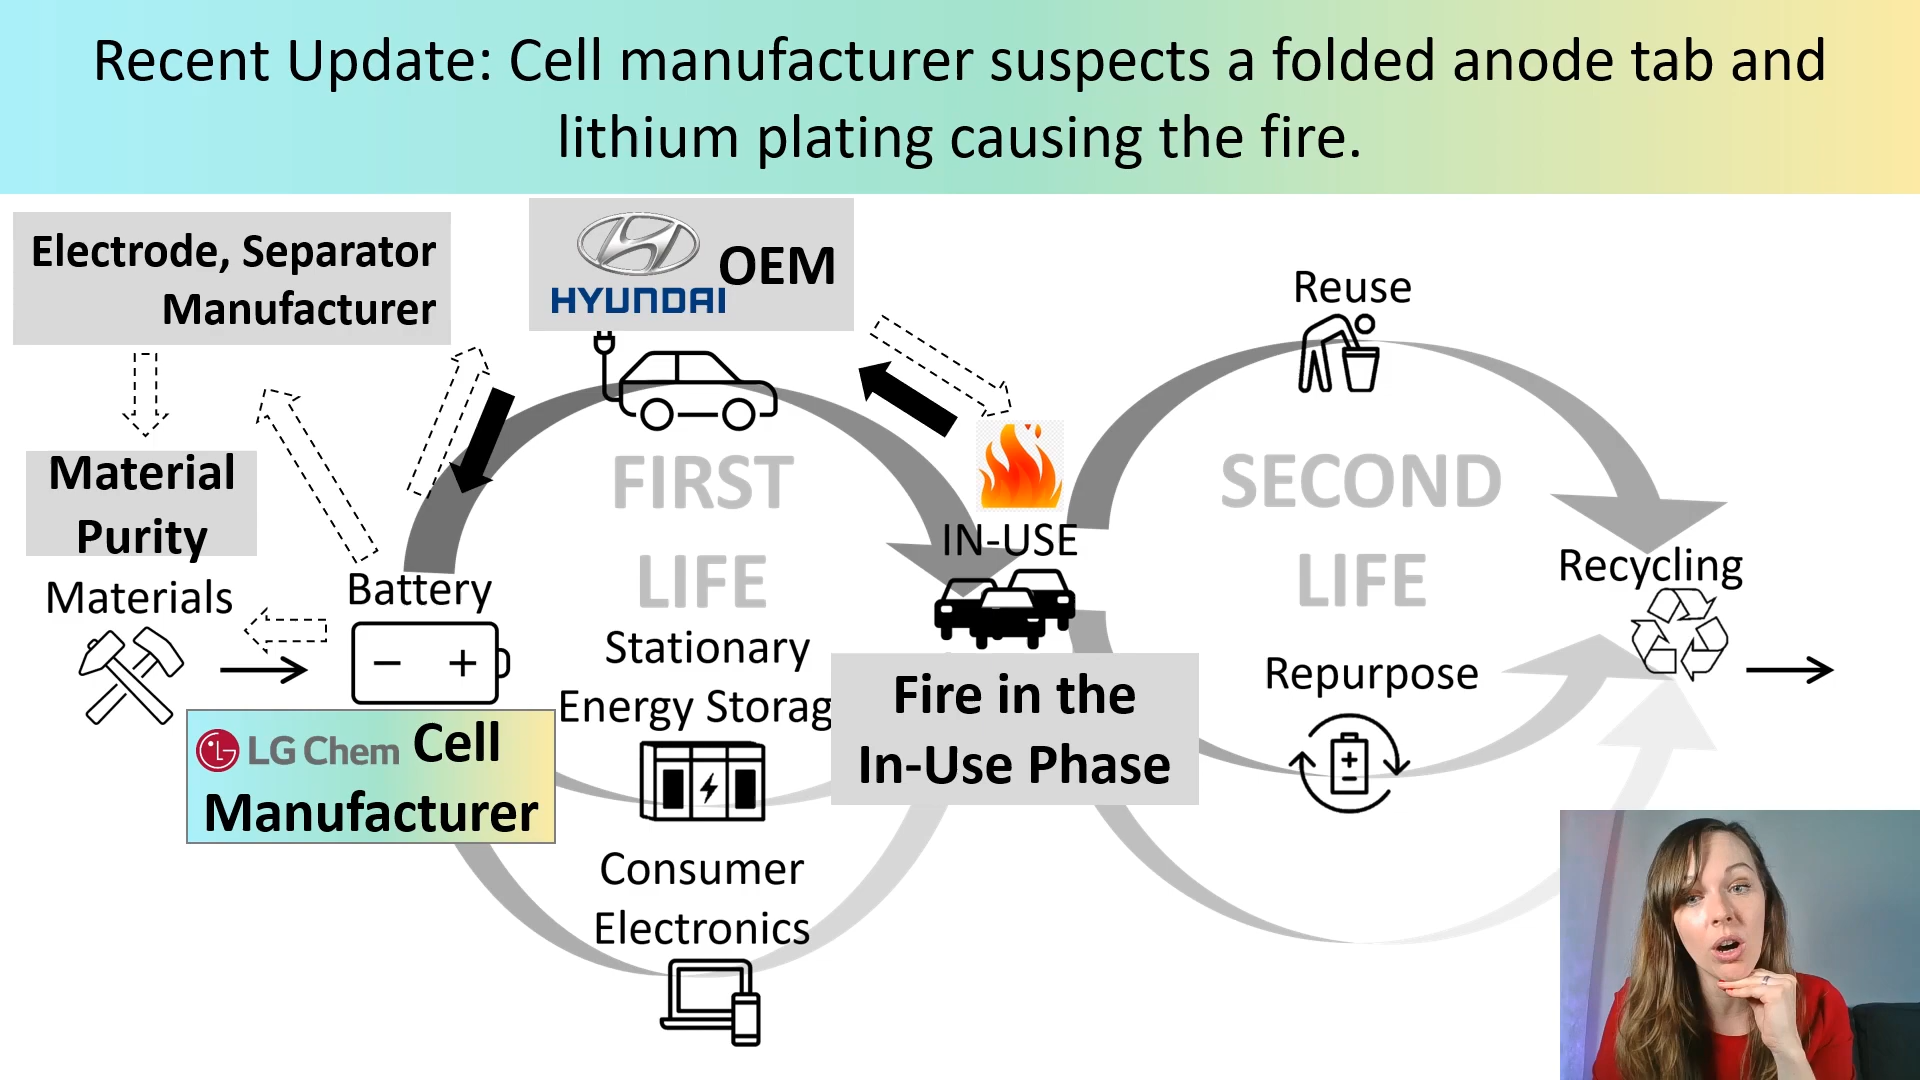 Recent Update: Cell manufacturer suspects a folded anode tab and
lithium plating causing the fire.
Electrode, Separator
Manufacturer
HYUNDAI
OEM
Reuse
Material
Purity
FIRST
LIFE
SECOND
LIFE
IN-USE
Materials
Battery
Recycling
Stationary
Energy Storag
Repurpose
Fire in the
In-Use Phase
LG Chem Cell
Manufacturer
Consumer
Electronics